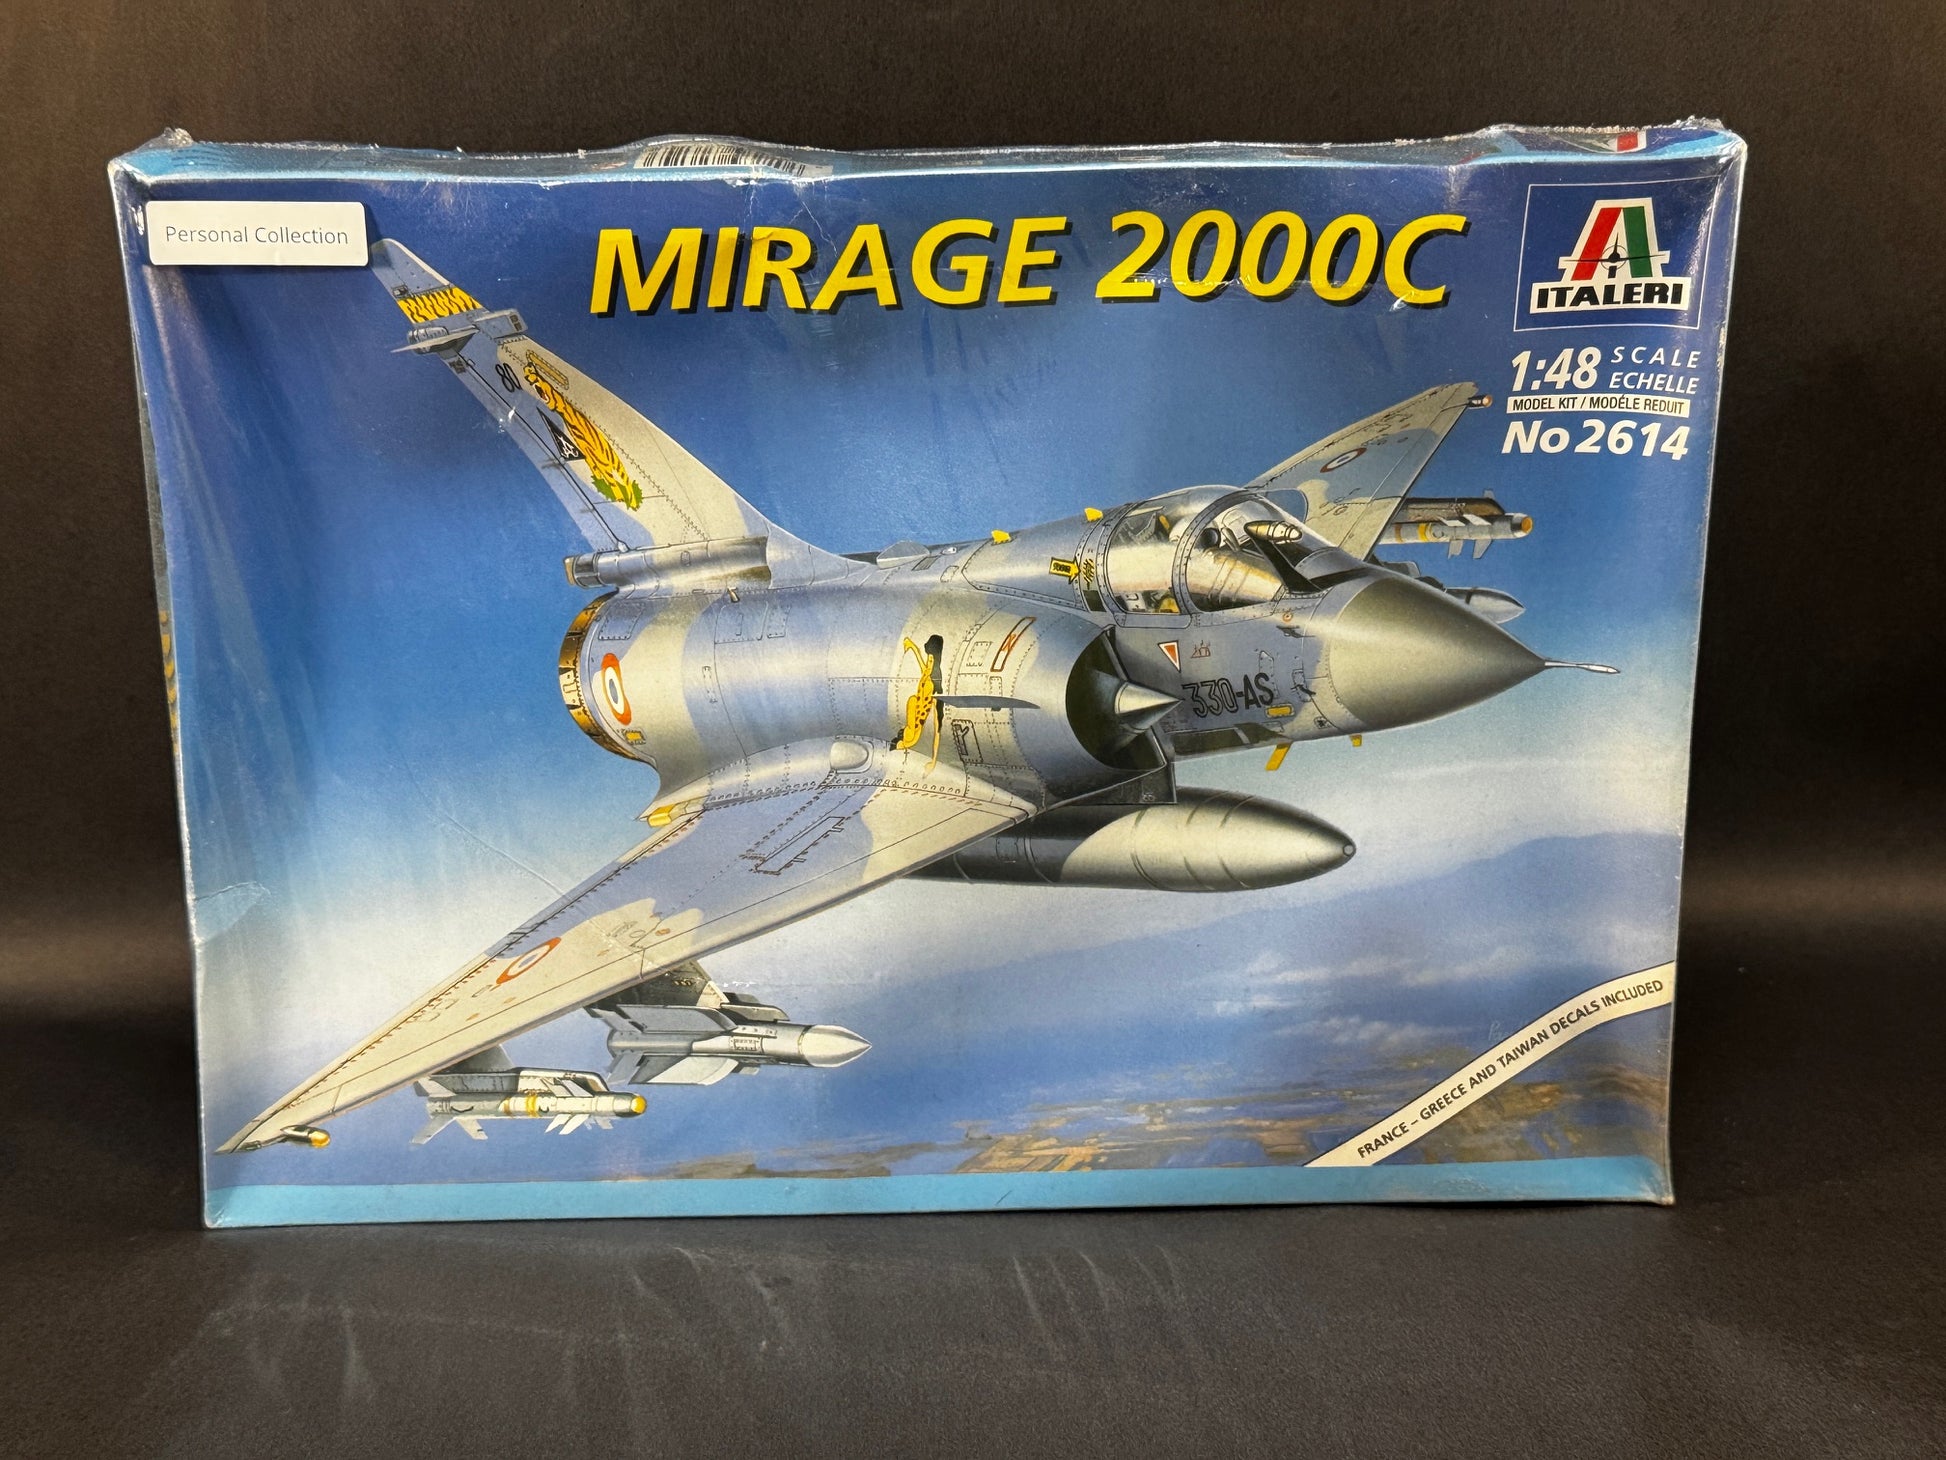 Personal Collection
MIRAGE 2000C
ITALERI
1:48 SCALE
ECHELLE
MODEL KIT / MODÉLE REDUIT
No 2614
80
330-AS
FRANCE – GREECE AND TAIWAN DECALS INCLUDED